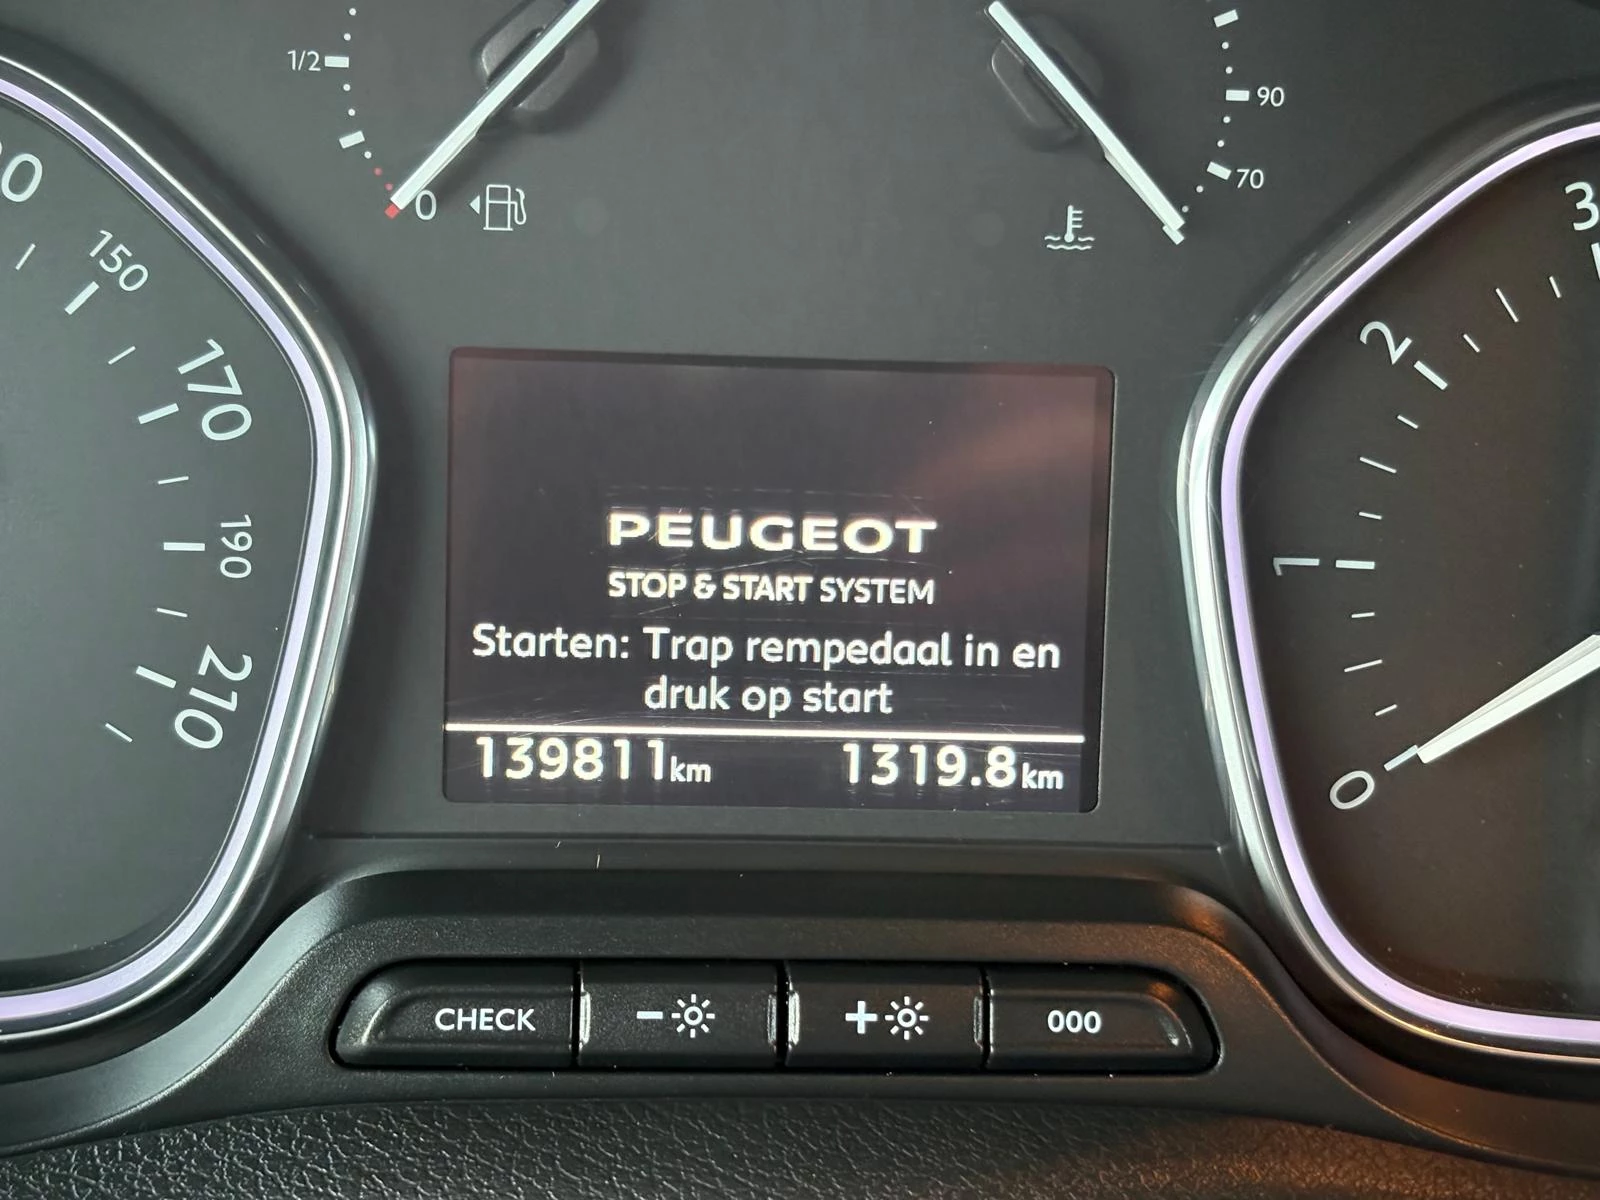 1/2
0
90
70
150
170
190
210
3
2
1
0
PEUGEOT
STOP & START SYSTEM
Starten: Trap rempedaal in en
druk op start
139811km 1319.8km
CHECK - + 000